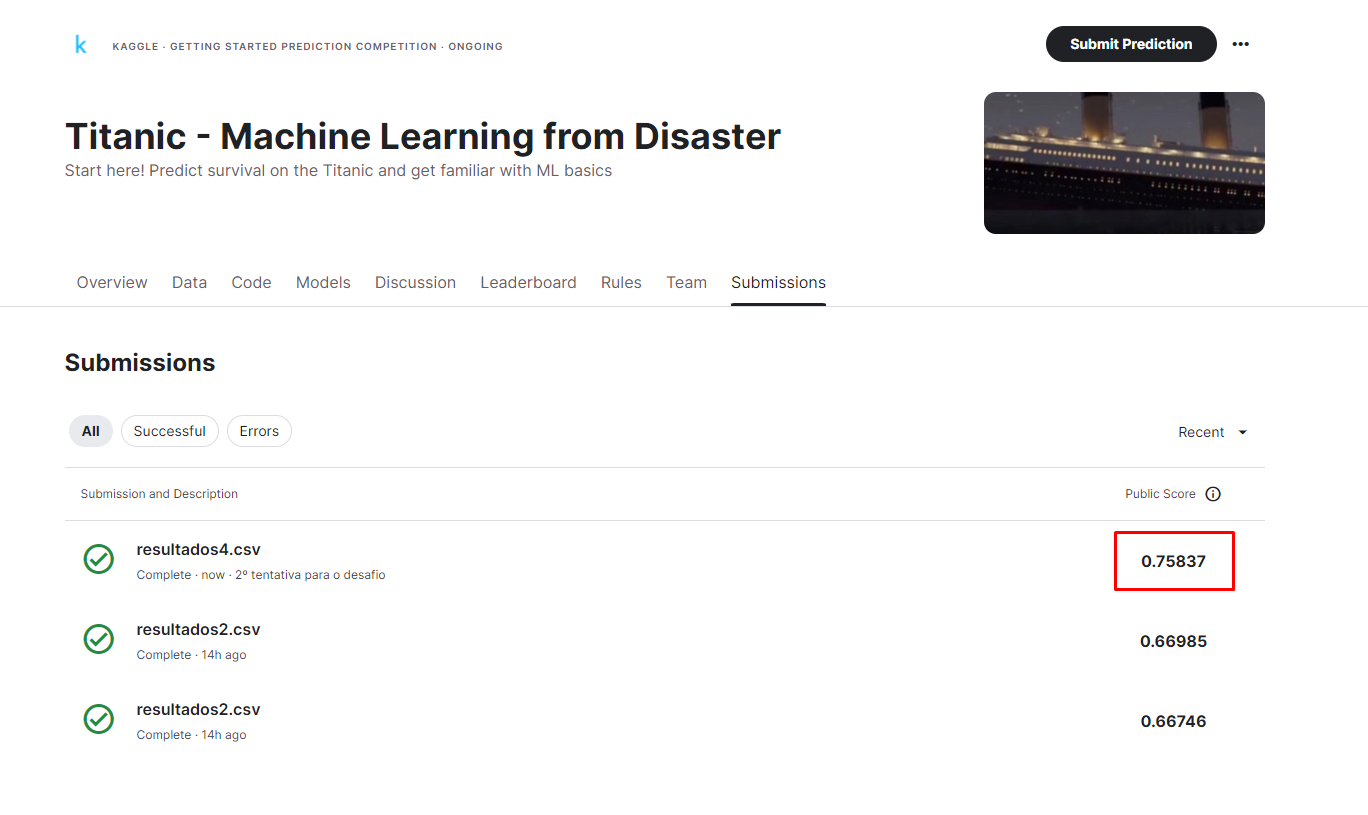 k KAGGLE · GETTING STARTED PREDICTION COMPETITION · ONGOING
Submit Prediction
Titanic - Machine Learning from Disaster
Start here! Predict survival on the Titanic and get familiar with ML basics
Overview Data Code Models Discussion Leaderboard Rules Team Submissions
Submissions
All Successful Errors Recent
Submission and Description Public Score
resultados4.csv
Complete · now · 2º tentativa para o desafio
0.75837
resultados2.csv
Complete · 14h ago
0.66985
resultados2.csv
Complete · 14h ago
0.66746